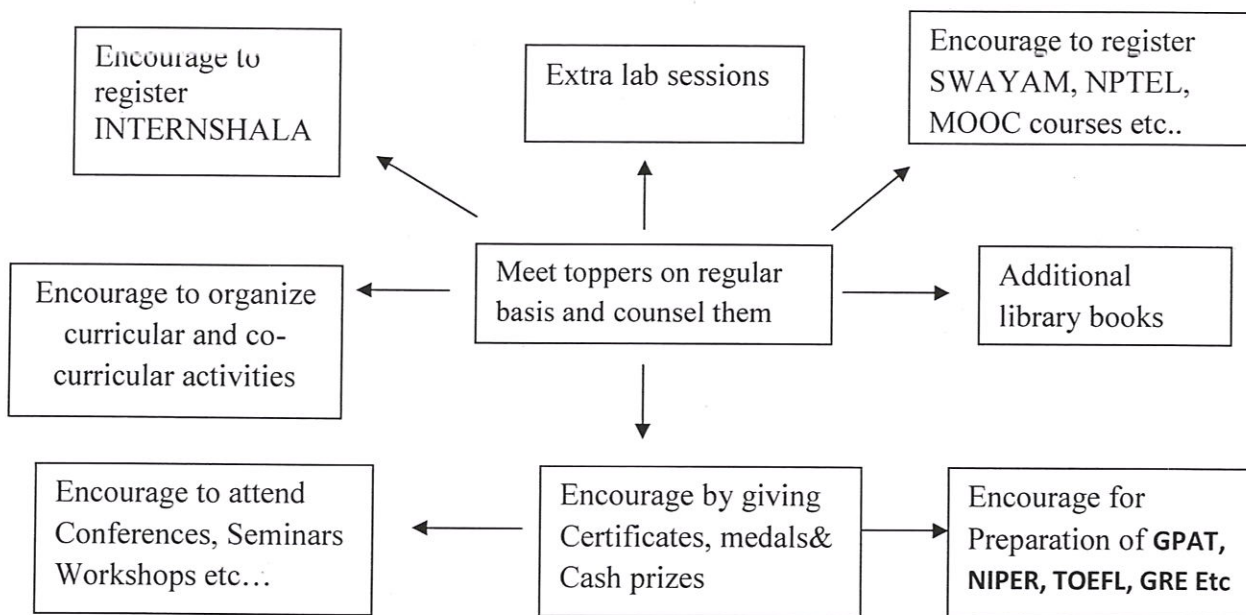 Encourage to
register
INTERNSHALA
Extra lab sessions
Encourage to register
SWAYAM, NPTEL,
MOOC courses etc..
Encourage to organize
curricular and co-
curricular activities
Meet toppers on regular
basis and counsel them
Additional
library books
Encourage to attend
Conferences, Seminars
Workshops etc…
Encourage by giving
Certificates, medals&
Cash prizes
Encourage for
Preparation of GPAT,
NIPER, TOEFL, GRE Etc